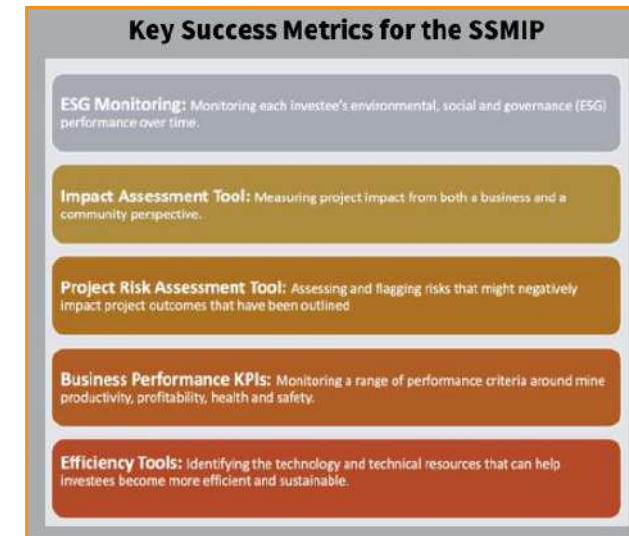 Key Success Metrics for the SSMIP
ESG Monitoring: Monitoring each investee's environmental, social and governance (ESG)
performance over time.
Impact Assessment Tool: Measuring project impact from both a business and a
community perspective.
Project Risk Assessment Tool: Assessing and flagging risks that might negatively
impact project outcomes that have been outlined
Business Performance KPIs: Monitoring a range of performance criteria around mine
productivity, profitability, health and safety.
Efficiency Tools: Identifying the technology and technical resources that can help
investees become more efficient and sustainable.